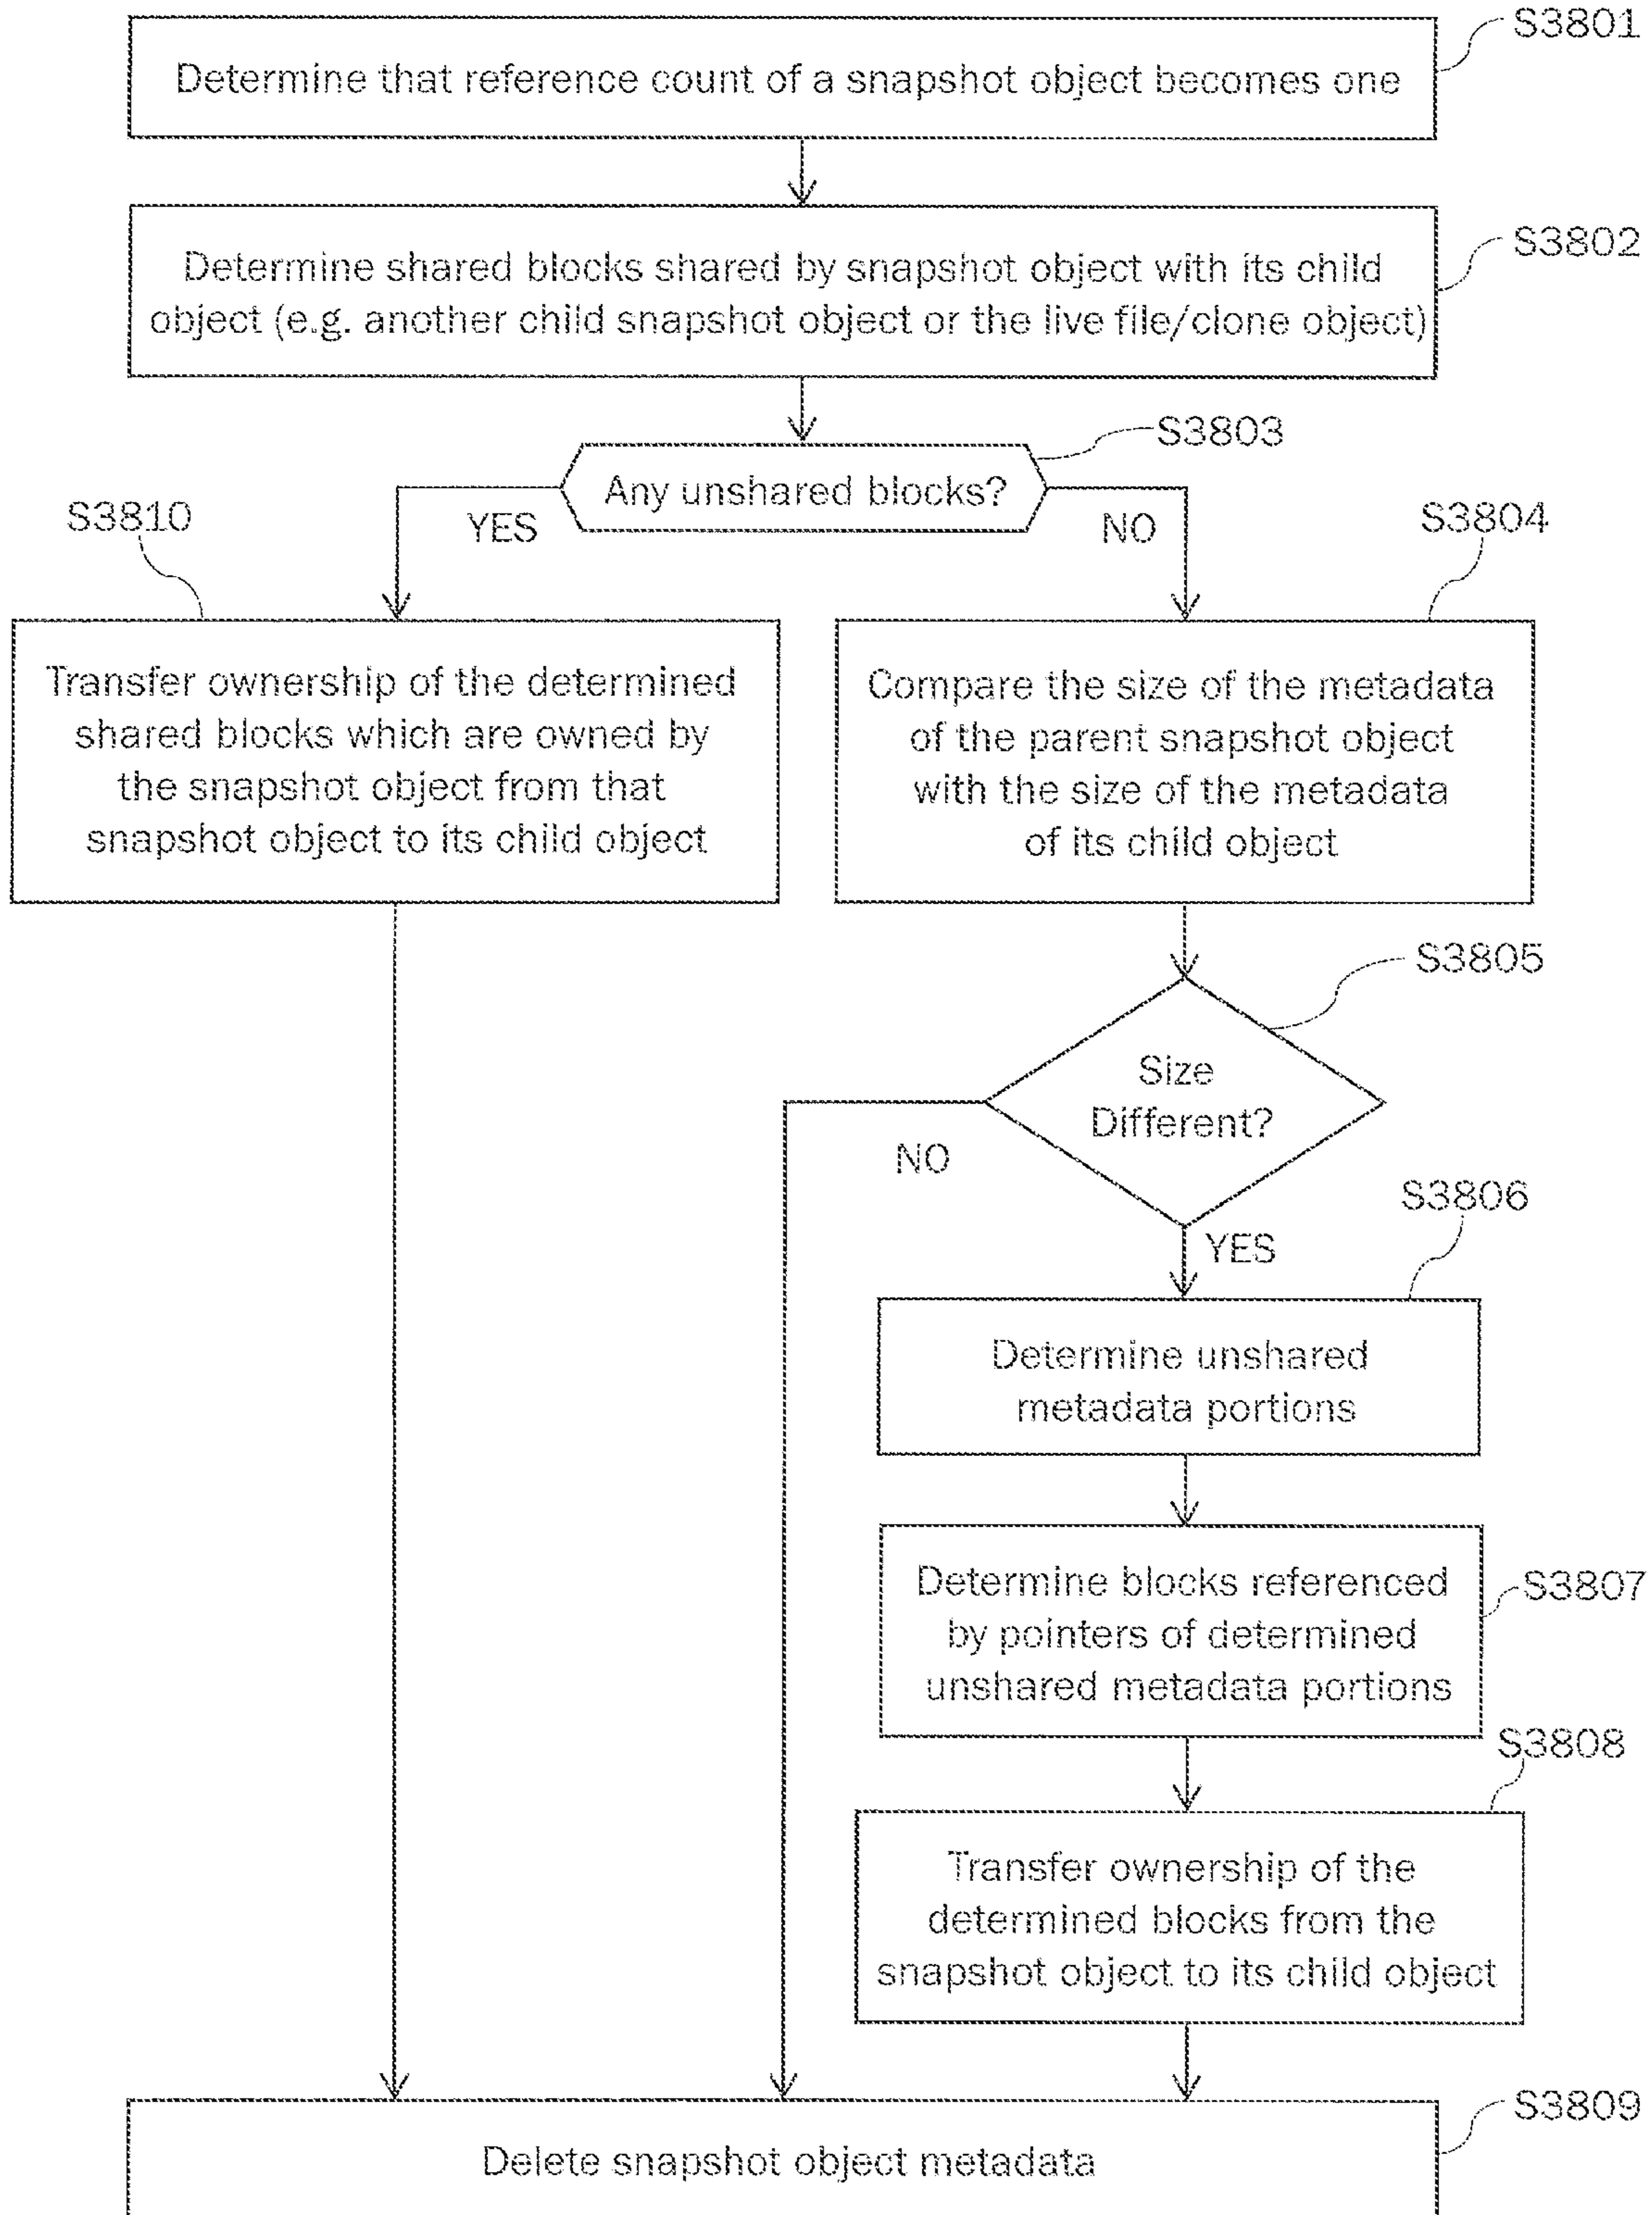 S3801
Determine that reference count of a snapshot object becomes one
S3802
Determine shared blocks shared by snapshot object with its child
object (e.g. another child snapshot object or the live file/clone object)
S3803
Any unshared blocks?
YES
NO
S3810
S3804
Transfer ownership of the determined
shared blocks which are owned by
the snapshot object from that
snapshot object to its child object
Compare the size of the metadata
of the parent snapshot object
with the size of the metadata
of its child object
S3805
Size
Different?
NO
YES
S3806
Determine unshared
metadata portions
S3807
Determine blocks referenced
by pointers of determined
unshared metadata portions
S3808
Transfer ownership of the
determined blocks from the
snapshot object to its child object
S3809
Delete snapshot object metadata